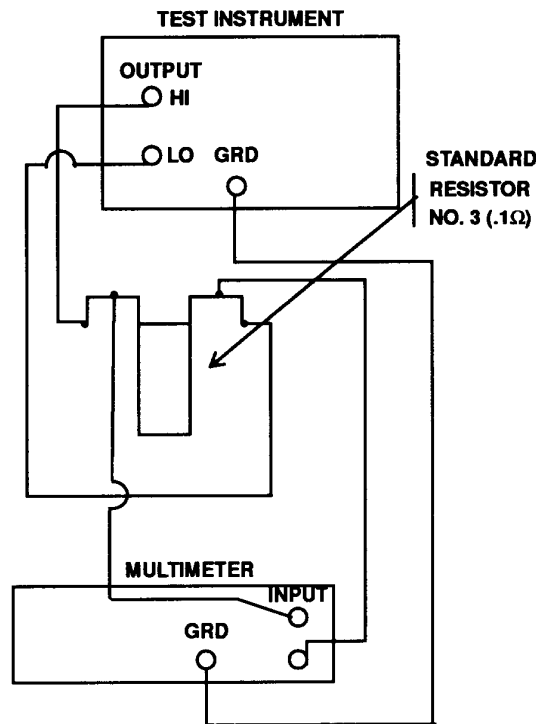 TEST INSTRUMENT
OUTPUT
HI
LO GRD
STANDARD
RESISTOR
NO. 3 (.1Ω)
MULTIMETER
INPUT
GRD